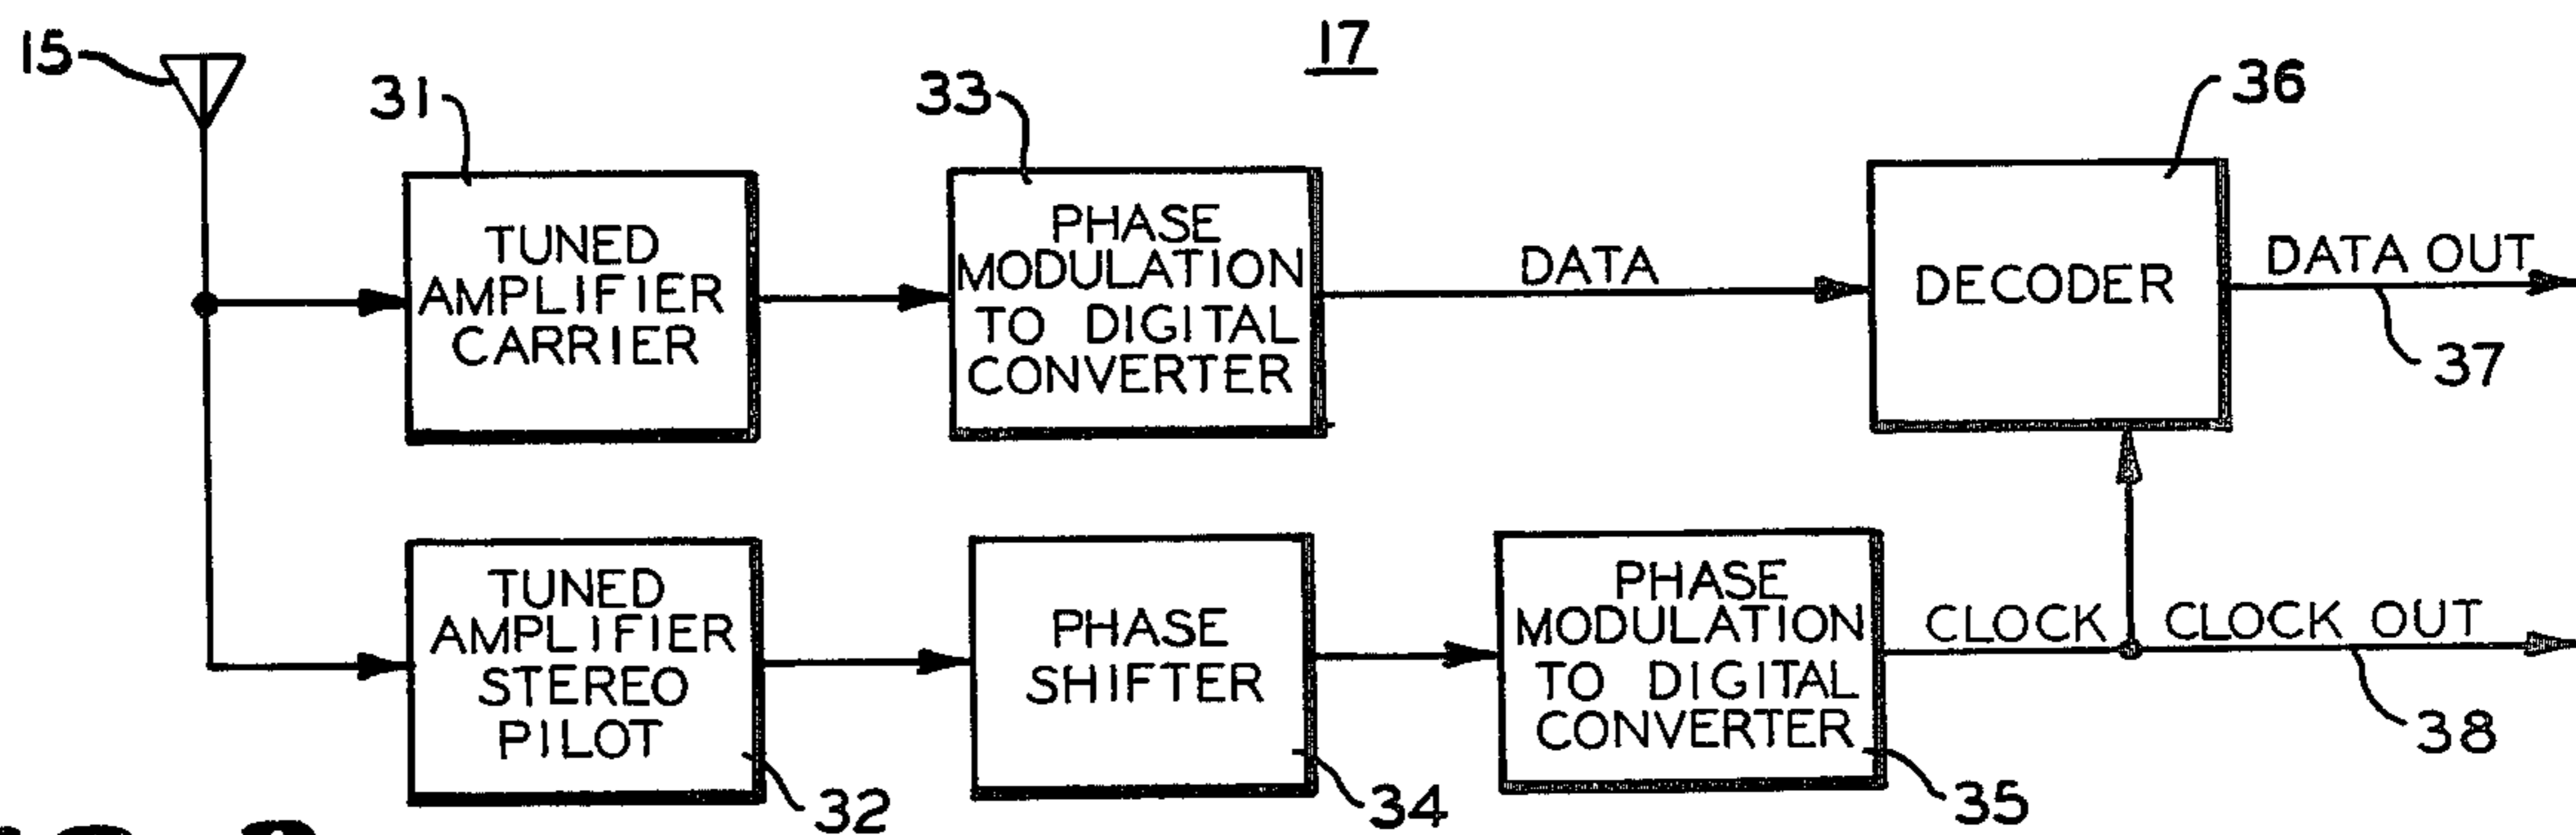 15
17
31
33
36
TUNED
AMPLIFIER
CARRIER
PHASE
MODULATION
TO DIGITAL
CONVERTER
DATA
DECODER
DATA OUT
37
TUNED
AMPLIFIER
STEREO
PILOT
PHASE
SHIFTER
PHASE
MODULATION
TO DIGITAL
CONVERTER
CLOCK
CLOCK OUT
38
32
34
35